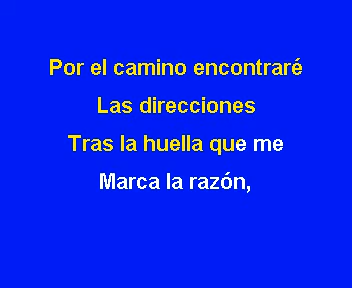 Por el camino encontraré
Las direcciones
Tras la huella que me
Marca la razón,